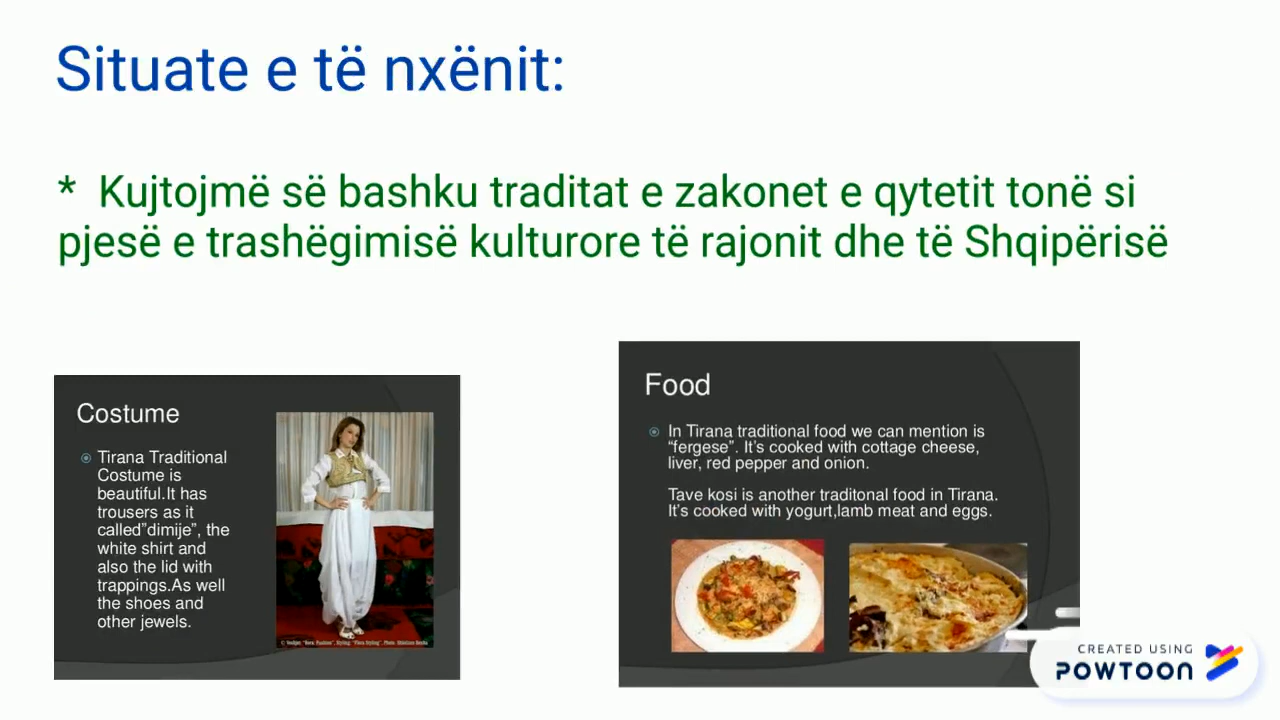 Situate e të nxënit:
* Kujtojmë së bashku traditat e zakonet e qytetit tonë si
pjesë e trashëgimisë kulturore të rajonit dhe të Shqipërisë
Costume
Tirana Traditional
Costume is
beautiful.It has
trousers as it
called”dimije”, the
white shirt and
also the lid with
trappings.As well
the shoes and
other jewels.
Food
In Tirana traditional food we can mention is
“fergese”. It’s cooked with cottage cheese,
liver, red pepper and onion.
Tave kosi is another traditonal food in Tirana.
It’s cooked with yogurt,lamb meat and eggs.
CREATED USING
POWTOON